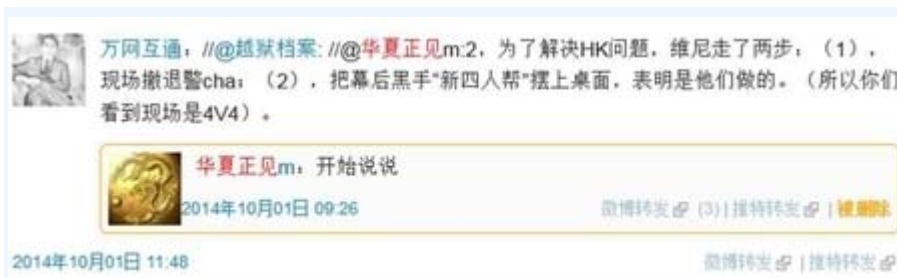 万网互通：//@越狱档案: //@华夏正见m:2，为了解决HK问题，维尼走了两步：（1），
现场撤退警cha；（2），把幕后黑手“新四人帮”摆上桌面，表明是他们做的。（所以你们
看到现场是4V4）。
华夏正见m：开始说说
2014年10月01日 09:26 微博转发 (3) | 推特转发 | 被删除
2014年10月01日 11:48 微博转发 | 推特转发